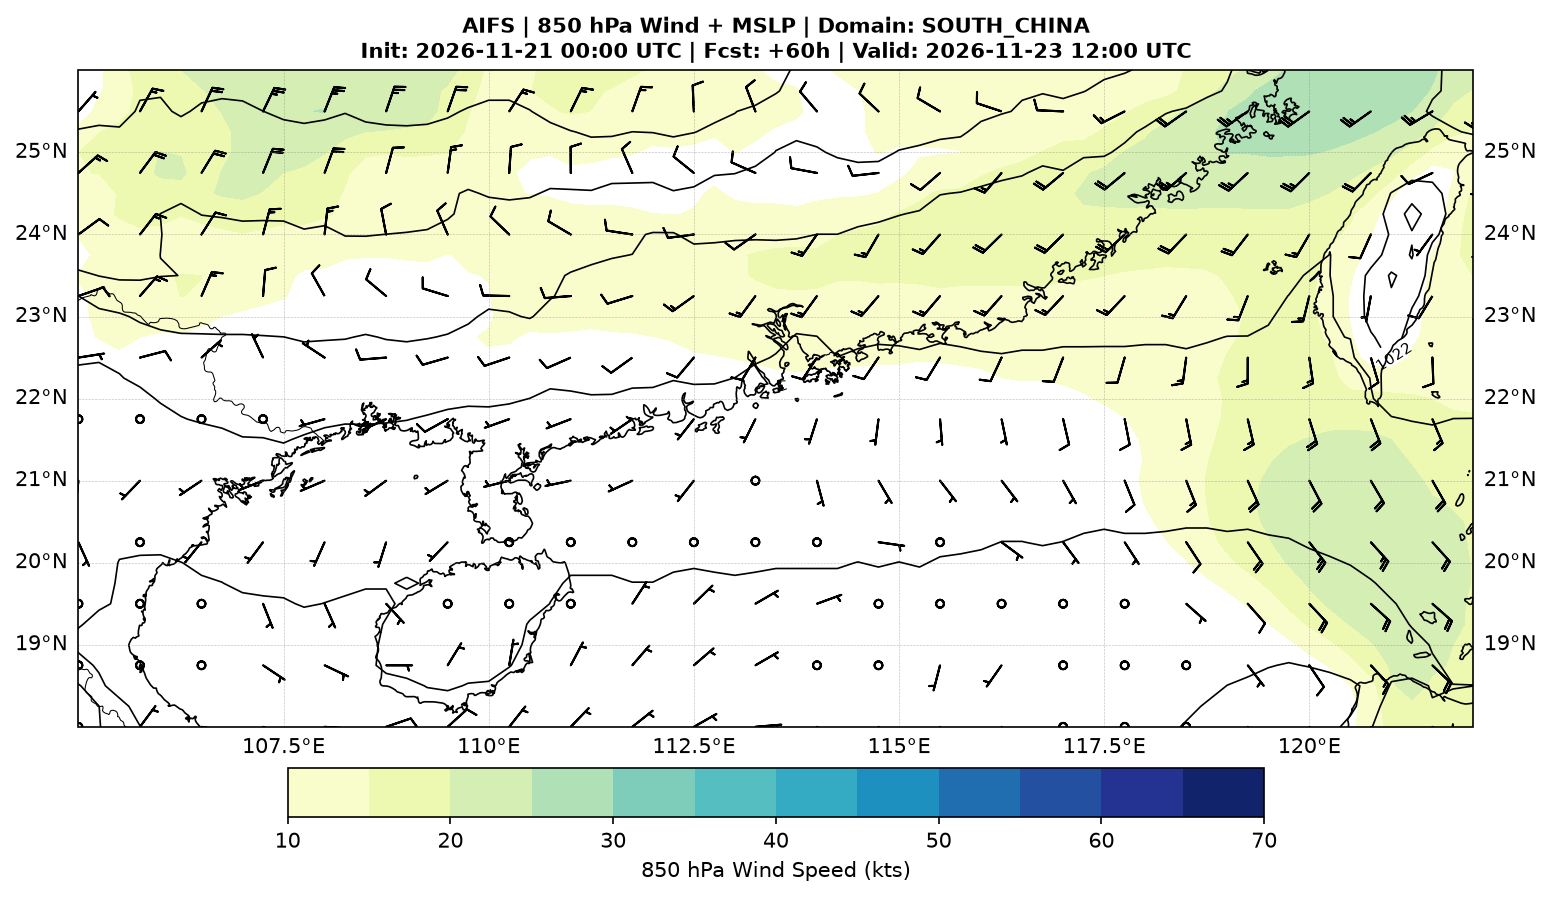 AIFS | 850 hPa Wind + MSLP | Domain: SOUTH_CHINA
Init: 2026-11-21 00:00 UTC | Fcst: +60h | Valid: 2026-11-23 12:00 UTC
25°N 25°N
24°N 24°N
23°N 23°N
1022
22°N 22°N
21°N 21°N
20°N 20°N
19°N 19°N
107.5°E 110°E 112.5°E 115°E 117.5°E 120°E
10 20 30 40 50 60 70
850 hPa Wind Speed (kts)